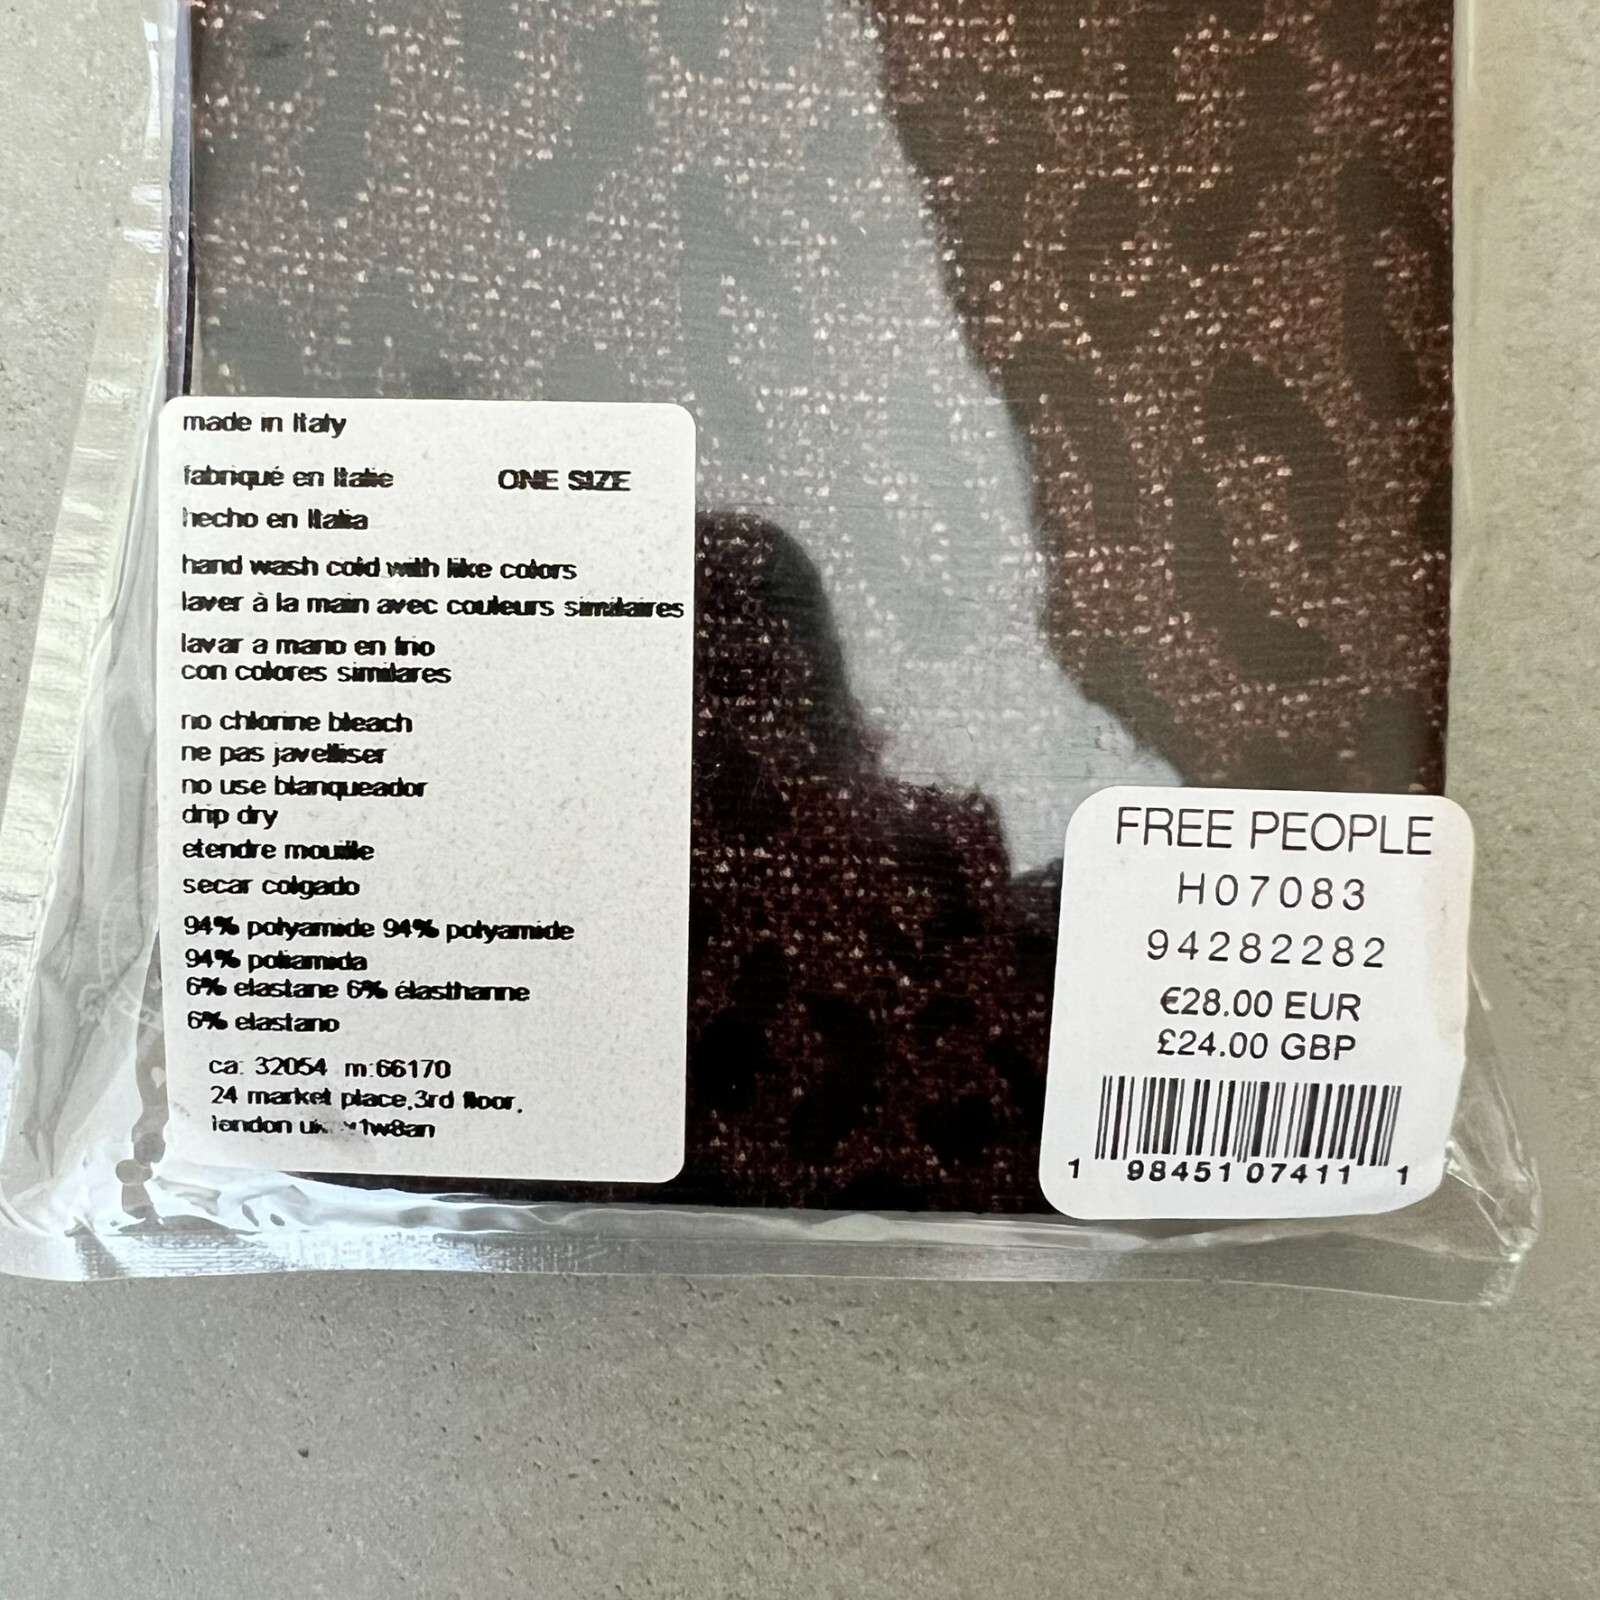 made in Italy
fabriqué en Italie ONE SIZE
hecho en Italia
hand wash cold with like colors
laver à la main avec couleurs similaires
lavar a mano en frio
con colores similares
no chlorine bleach
ne pas javelliser
no use blanqueador
drip dry
etendre mouille
secar colgado
94% polyamide 94% polyamide
94% poliamida
6% elastane 6% élasthanne
6% elastano
ca: 32054 m:66170
24 market place,3rd floor,
london uk
FREE PEOPLE
H07083
94282282
€28.00 EUR
£24.00 GBP
1 98451 07411 1